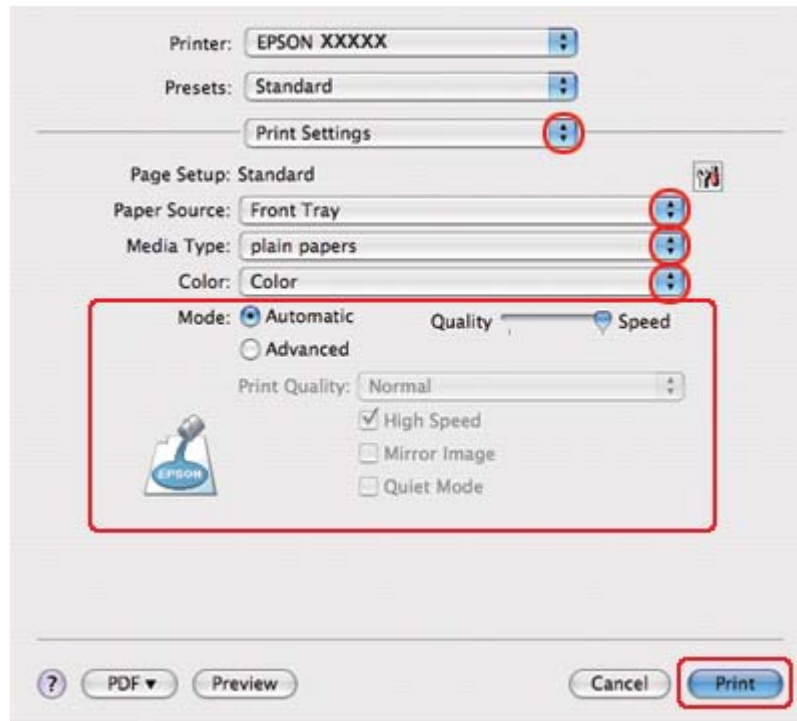 Printer: EPSON XXXXX
Presets: Standard
Print Settings
Page Setup: Standard
Paper Source: Front Tray
Media Type: plain papers
Color: Color
Mode: Automatic Quality Speed
Advanced
Print Quality: Normal
High Speed
Mirror Image
EPSON
Quiet Mode
? PDF Preview Cancel Print